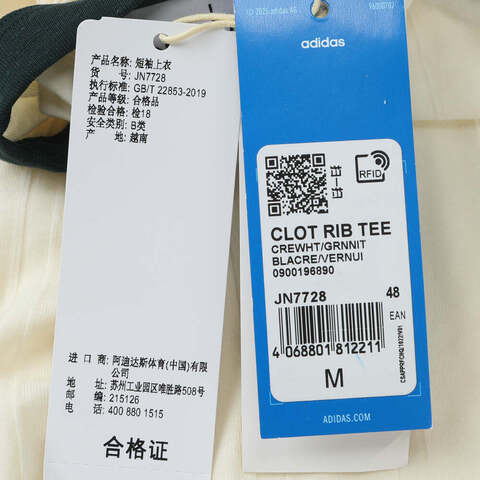 产品名称: 短袖上衣
货 号: JN7728
执行标准: GB/T 22853-2019
产品等级: 合格品
检验合格: 检18
安全类别: B类
产 地: 越南
进 口 商: 阿迪达斯体育(中国)有限
公司
地 址: 苏州工业园区唯胜路508号
邮 编: 215126
电 话: 400 880 1515
合格证
adidas
RFID
CLOT RIB TEE
CREWHT/GRNNIT
BLACRE/VERNUI
0900196890
JN7728 48
EAN
4 068801 812211
M
ADIDAS.COM